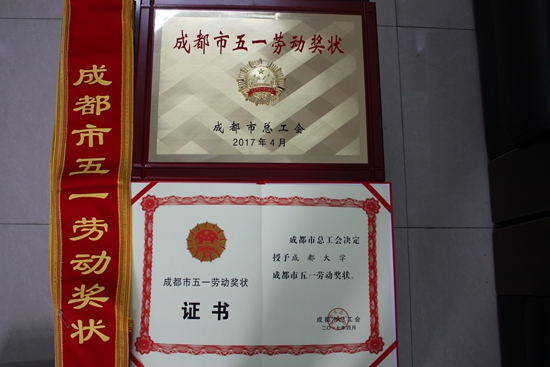 成都市五一劳动奖状
成都市五一劳动奖状
成都市总工会
2017年4月
成都市五一劳动奖状
证书
成都市总工会决定
授予成都大学
成都市五一劳动奖状。
成都市总工会
二〇一七年四月